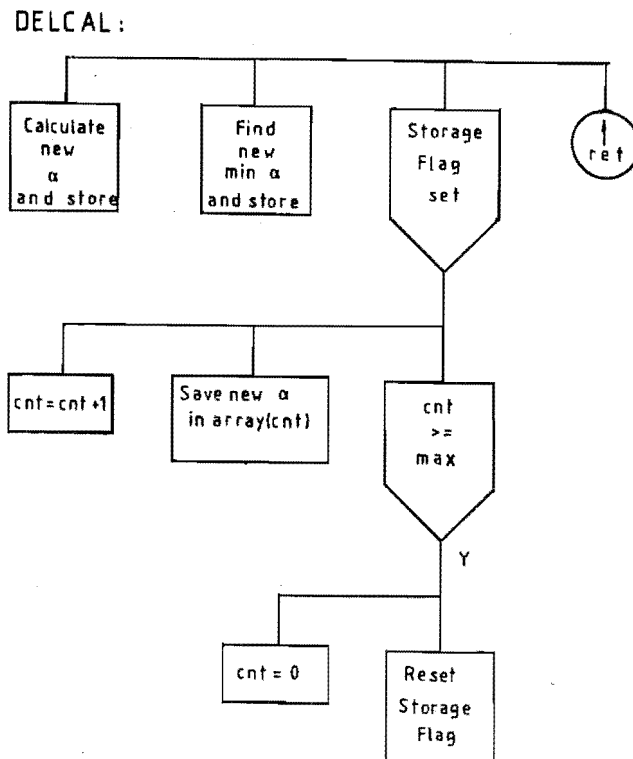 DELCAL:
Calculate
new
α
and store
Find
new
min α
and store
Storage
Flag
set
ret
cnt=cnt+1
Save new α
in array(cnt)
cnt
>=
max
Y
cnt = 0
Reset
Storage
Flag